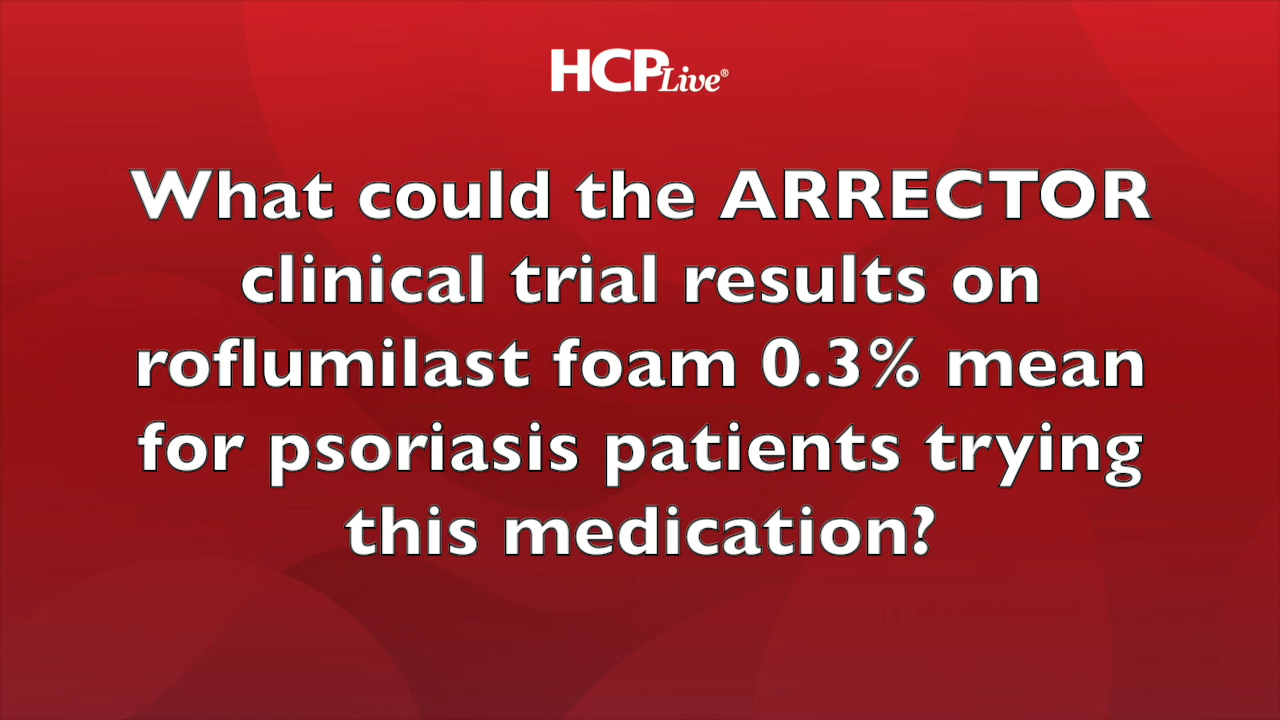 HCPLive®
What could the ARRECTOR
clinical trial results on
roflumilast foam 0.3% mean
for psoriasis patients trying
this medication?